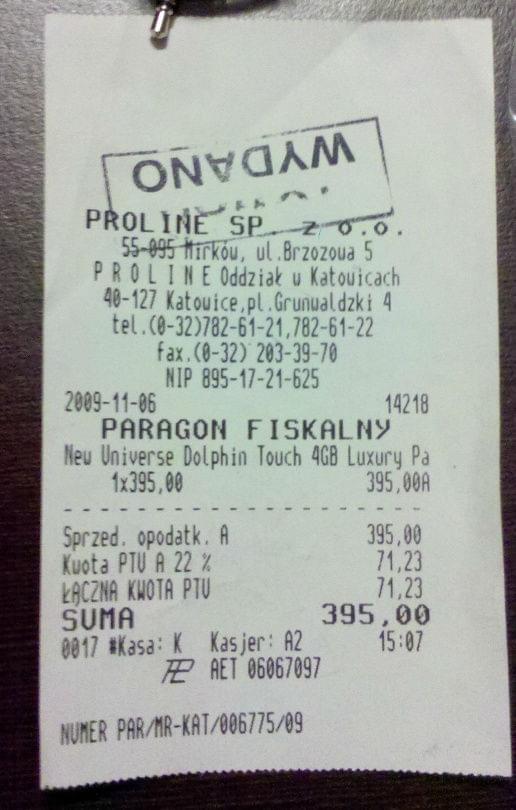 WYDANO
PROLINE SP. z o.o.
55-095 Mirków, ul.Brzozowa 5
P R O L I N E Oddział w Katowicach
40-127 Katowice,pl.Grunwaldzki 4
tel.(0-32)782-61-21,782-61-22
fax.(0-32) 203-39-70
NIP 895-17-21-625
2009-11-06 14218
PARAGON FISKALNY
New Universe Dolphin Touch 4GB Luxury Pa
1x395,00 395,00A
Sprzed. opodatk. A 395,00
Kwota PTU A 22 % 71,23
ŁĄCZNA KWOTA PTU 71,23
SUMA 395,00
0017 #Kasa: K Kasjer: A2 15:07
AET 06067097
NUMER PAR/MR-KAT/006775/09